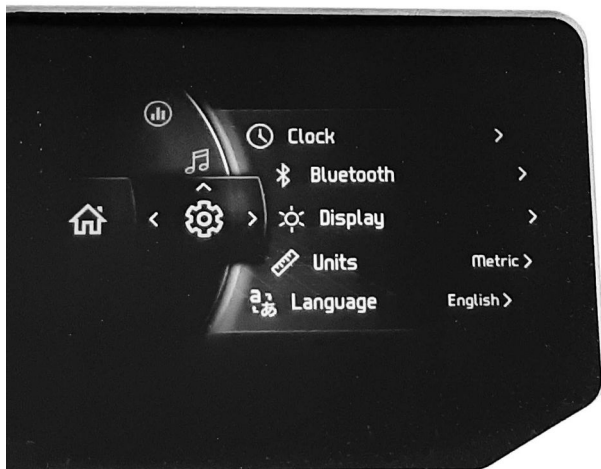 Clock
Bluetooth
Display
Units Metric
Language English